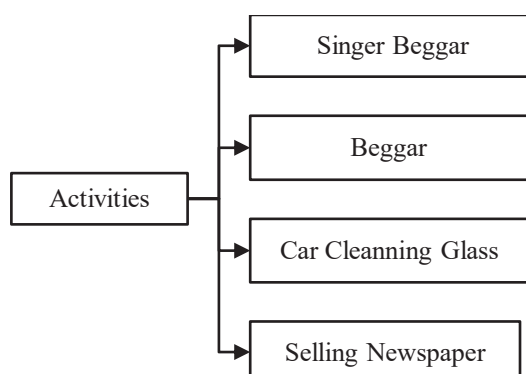 Singer Beggar
Beggar
Activities
Car Cleanning Glass
Selling Newspaper